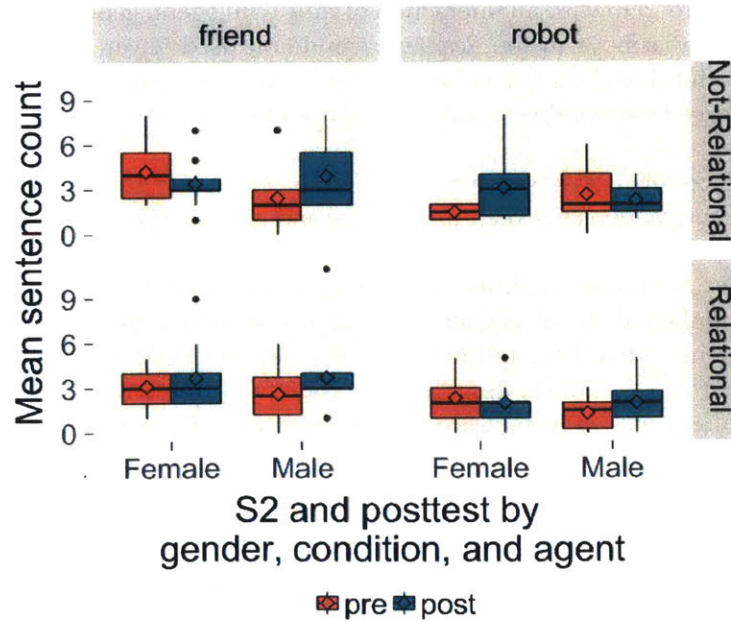 friend robot
Not-Relational
9
6
3
0
Relational
9
6
3
0
Mean sentence count
Female Male Female Male
S2 and posttest by
gender, condition, and agent
pre post